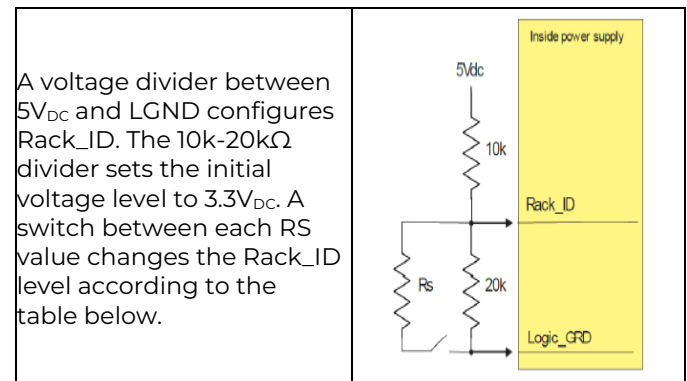 A voltage divider between
5VDC and LGND configures
Rack_ID. The 10k-20kΩ
divider sets the initial
voltage level to 3.3VDC. A
switch between each RS
value changes the Rack_ID
level according to the
table below.
Inside power supply
5Vdc
10k
Rack_ID
Rs
20k
Logic_GRD